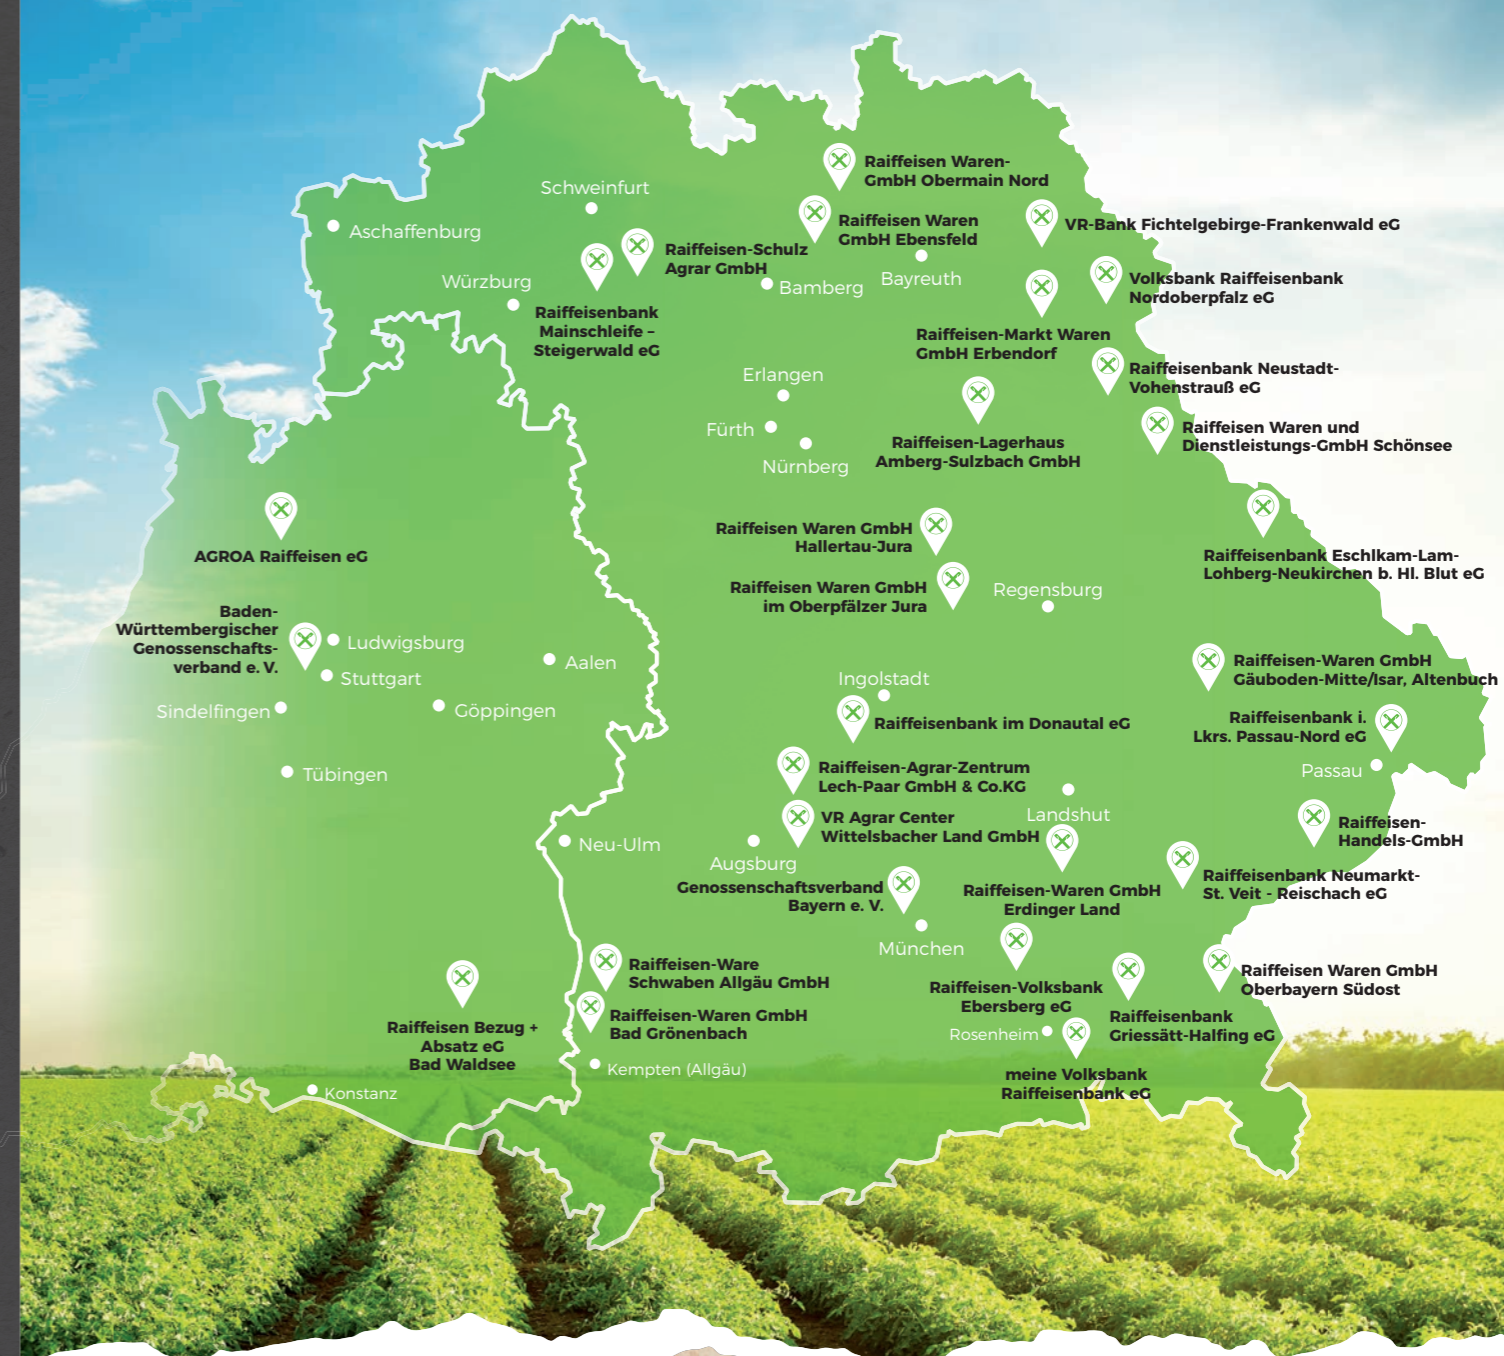 Raiffeisen Waren-
GmbH Obermain Nord
Schweinfurt
Aschaffenburg
Raiffeisen Waren
GmbH Ebensfeld
VR-Bank Fichtelgebirge-Frankenwald eG
Raiffeisen-Schulz
Agrar GmbH
Würzburg
Bamberg
Bayreuth
Volksbank Raiffeisenbank
Nordoberpfalz eG
Raiffeisenbank
Mainschleife –
Steigerwald eG
Raiffeisen-Markt Waren
GmbH Erbendorf
Erlangen
Raiffeisenbank Neustadt-
Vohenstrauß eG
Fürth
Nürnberg
Raiffeisen-Lagerhaus
Amberg-Sulzbach GmbH
Raiffeisen Waren und
Dienstleistungs-GmbH Schönsee
Raiffeisen Waren GmbH
Hallertau-Jura
AGROA Raiffeisen eG
Raiffeisenbank Eschlkam-Lam-
Lohberg-Neukirchen b. Hl. Blut eG
Raiffeisen Waren GmbH
im Oberpfälzer Jura
Regensburg
Baden-
Württembergischer
Genossenschafts-
verband e. V.
Ludwigsburg
Stuttgart
Aalen
Sindelfingen
Göppingen
Ingolstadt
Raiffeisen-Waren GmbH
Gäuboden-Mitte/Isar, Altenbuch
Raiffeisenbank im Donautal eG
Raiffeisenbank i.
Lkrs. Passau-Nord eG
Tübingen
Raiffeisen-Agrar-Zentrum
Lech-Paar GmbH & Co.KG
Passau
VR Agrar Center
Wittelsbacher Land GmbH
Landshut
Raiffeisen-
Handels-GmbH
Neu-Ulm
Augsburg
Genossenschaftsverband
Bayern e. V.
Raiffeisen-Waren GmbH
Erdinger Land
Raiffeisenbank Neumarkt-
St. Veit - Reischach eG
München
Raiffeisen-Ware
Schwaben Allgäu GmbH
Raiffeisen-Volksbank
Ebersberg eG
Raiffeisen Waren GmbH
Oberbayern Südost
Raiffeisen Bezug +
Absatz eG
Bad Waldsee
Raiffeisen-Waren GmbH
Bad Grönenbach
Rosenheim
Raiffeisenbank
Griessätt-Halfing eG
Kempten (Allgäu)
meine Volksbank
Raiffeisenbank eG
Konstanz